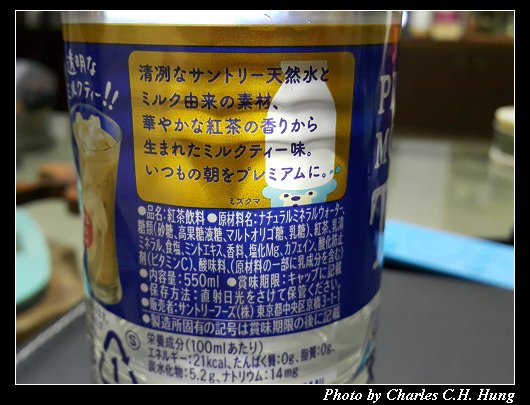 透明な
ミルクティー!!
清冽なサントリー天然水と
ミルク由来の素材、
華やかな紅茶の香りから
生まれたミルクティー味。
いつもの朝をプレミアムに。
ミズクマ
●品名:紅茶飲料●原材料名:ナチュラルミネラルウォーター、
糖類(砂糖、高果糖液糖、マルトオリゴ糖、乳糖)、紅茶、乳清
ミネラル、食塩、ミントエキス、香料、塩化Mg、カフェイン、酸化防止
剤(ビタミンC)、酸味料、(原材料の一部に乳成分を含む)
●内容量:550ml ●賞味期限:キャップに記載
●保存方法:直射日光をさけて保管ください。
●販売者:サントリーフーズ(株)東京都中央区京橋3-1-1
●製造所固有の記号は賞味期限の後に記載
栄養成分(100mlあたり)
エネルギー:21kcal、たんぱく質:0g、脂質:0g、
炭水化物:5.2g、ナトリウム:14mg
Photo by Charles C.H. Hung